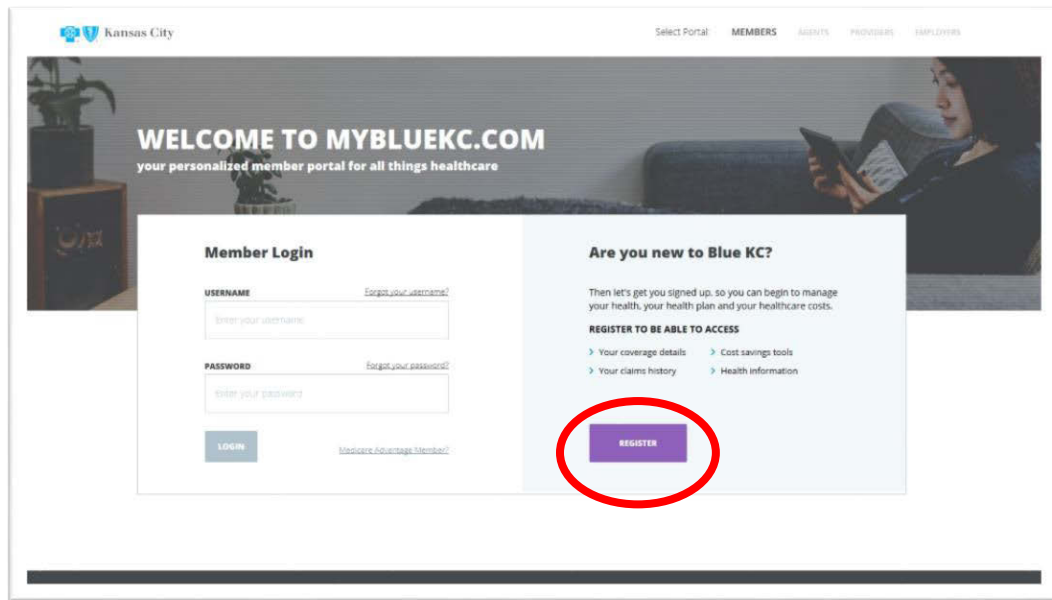 Kansas City
Select Portal: MEMBERS AGENTS PROVIDERS EMPLOYERS
WELCOME TO MYBLUEKC.COM
your personalized member portal for all things healthcare
Member Login
USERNAME Forgot your username?
Enter your username
PASSWORD Forgot your password?
Enter your password
LOGIN
Medicare Advantage Member?
Are you new to Blue KC?
Then let's get you signed up, so you can begin to manage
your health, your health plan and your healthcare costs.
REGISTER TO BE ABLE TO ACCESS
Your coverage details
Cost savings tools
Your claims history
Health information
REGISTER